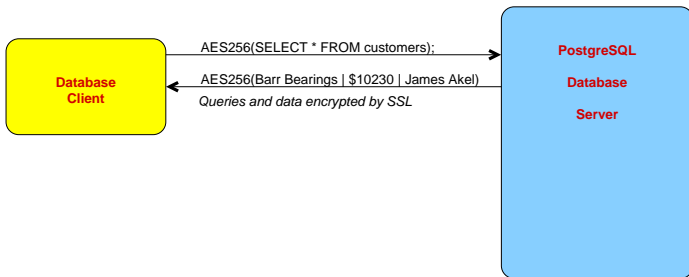 AES256(SELECT * FROM customers);
AES256(Barr Bearings | $10230 | James Akel)
Queries and data encrypted by SSL
Database
Client
PostgreSQL
Database
Server